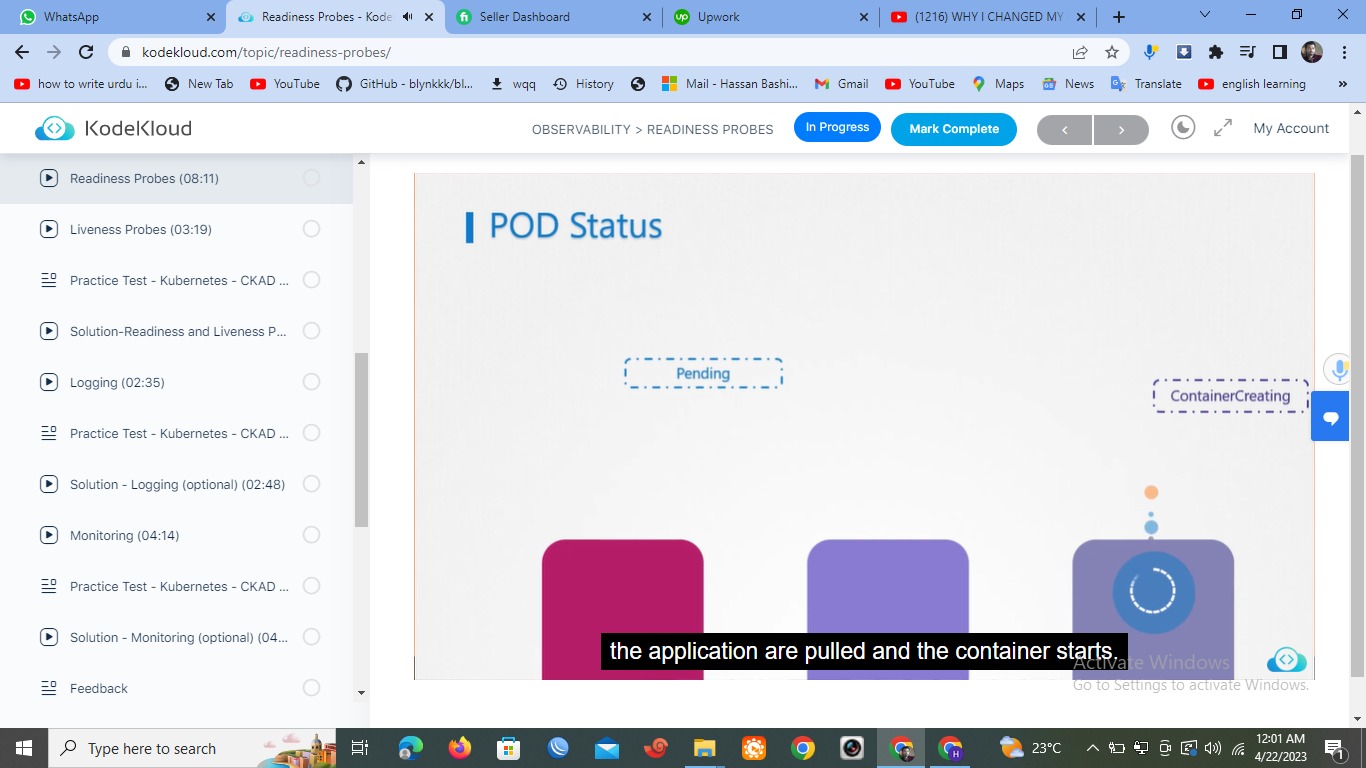 WhatsApp
Readiness Probes - Kode
Seller Dashboard
Upwork
(1216) WHY I CHANGED MY
kodekloud.com/topic/readiness-probes/
how to write urdu i...
New Tab
YouTube
GitHub - blynkkk/bl...
wqq
History
Mail - Hassan Bashi...
Gmail
YouTube
Maps
News
Translate
english learning
»
KodeKloud
OBSERVABILITY > READINESS PROBES
In Progress
Mark Complete
My Account
Readiness Probes (08:11)
Liveness Probes (03:19)
Practice Test - Kubernetes - CKAD ...
Solution-Readiness and Liveness P...
Logging (02:35)
Practice Test - Kubernetes - CKAD ...
Solution - Logging (optional) (02:48)
Monitoring (04:14)
Practice Test - Kubernetes - CKAD ...
Solution - Monitoring (optional) (04...
Feedback
POD Status
Pending
ContainerCreating
the application are pulled and the container starts.
Activate Windows
Go to Settings to activate Windows.
Type here to search
23°C
12:01 AM
4/22/2023
1